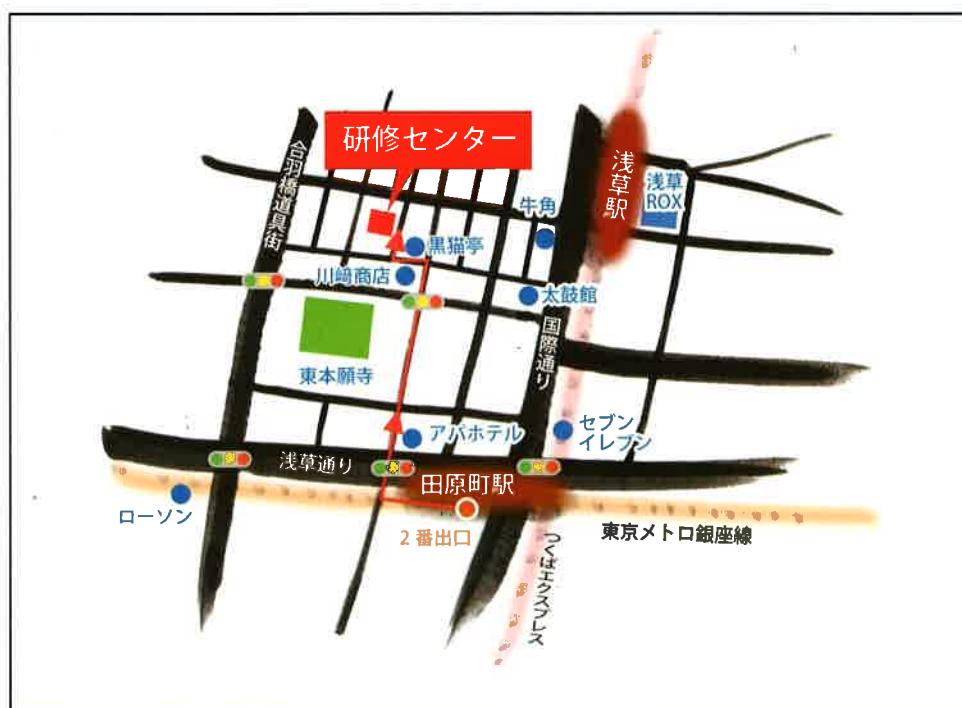 研修センター
合羽橋道具街
浅草駅
浅草
ROX
牛角
黒猫亭
川﨑商店
太鼓館
国際通り
東本願寺
アパホテル
セブン
イレブン
浅草通り
田原町駅
ローソン
2番出口
東京メトロ銀座線
つくばエクスプレス